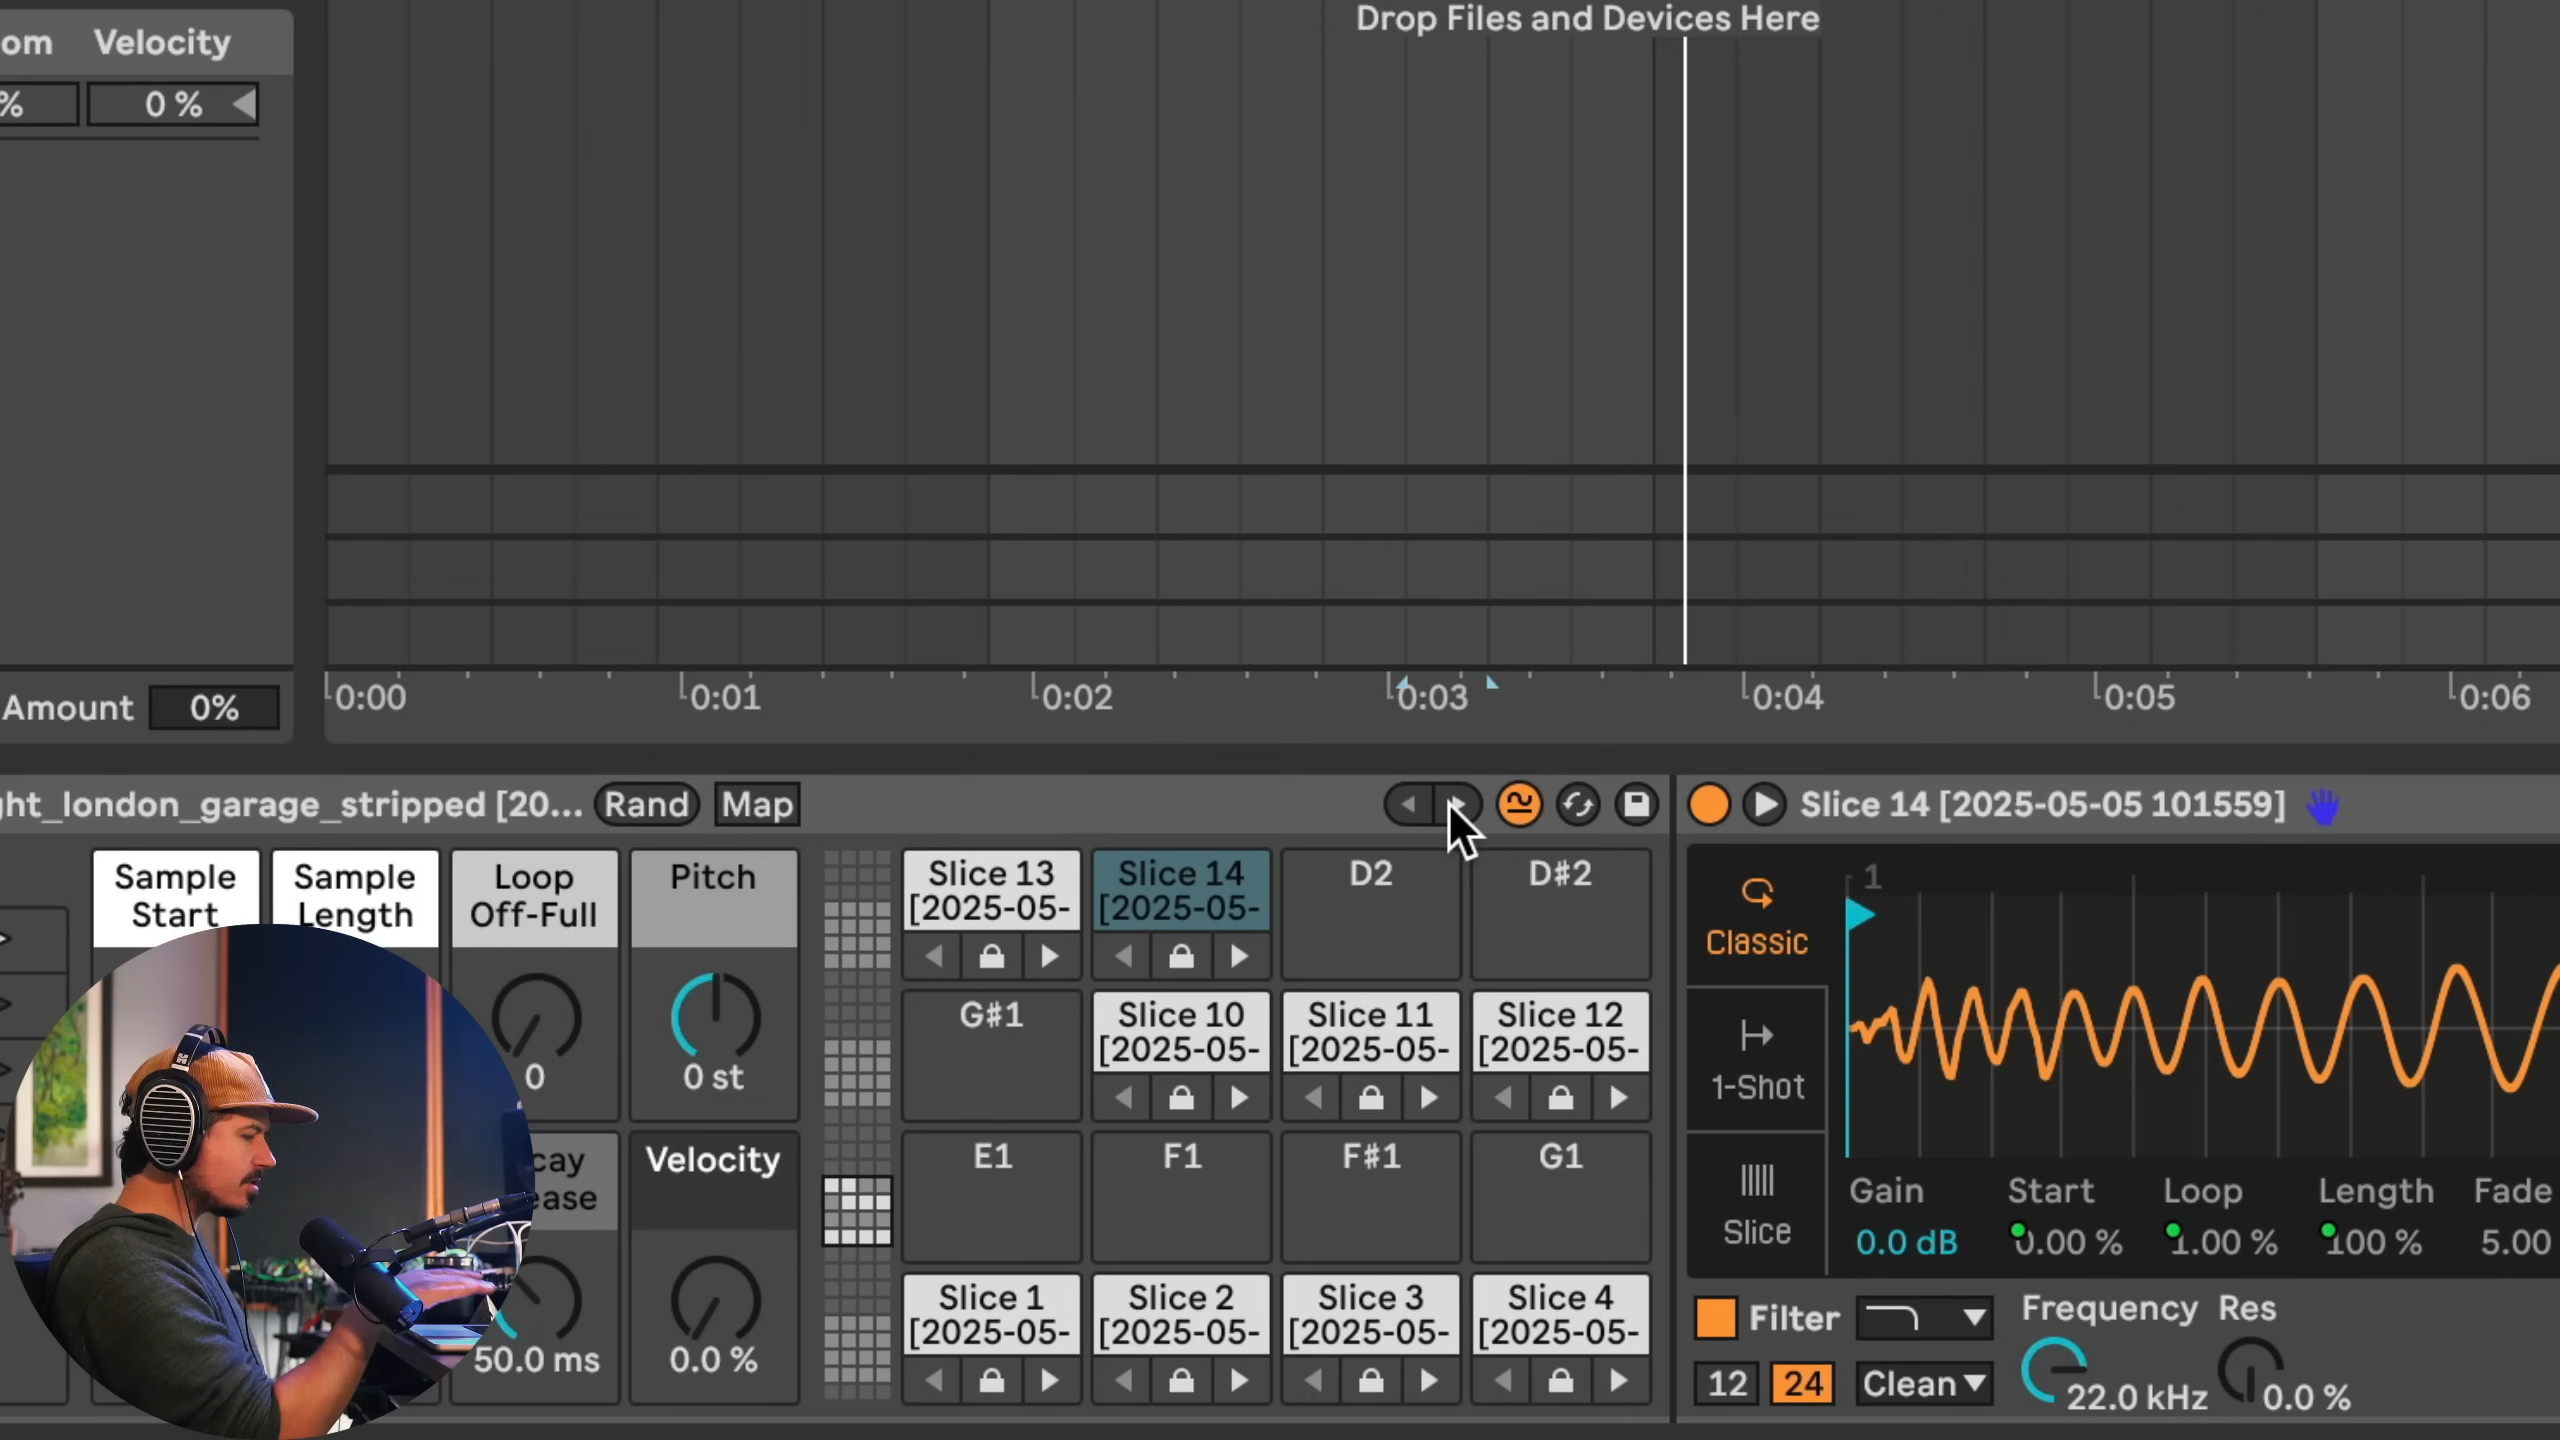 Drop Files and Devices Here
om Velocity
% 0 %
Amount 0%
0:00 0:01 0:02 0:03 0:04 0:05 0:06
ght_london_garage_stripped [20... Rand Map
Slice 14 [2025-05-05 101559]
Sample Start
Sample Length
Loop Off-Full
Pitch
0
0 st
cay
ease
Velocity
50.0 ms
0.0 %
Slice 13 [2025-05-
Slice 14 [2025-05-
D2
D#2
G#1
Slice 10 [2025-05-
Slice 11 [2025-05-
Slice 12 [2025-05-
E1
F1
F#1
G1
Slice 1 [2025-05-
Slice 2 [2025-05-
Slice 3 [2025-05-
Slice 4 [2025-05-
Classic
1-Shot
Slice
1
Gain Start Loop Length Fade
0.0 dB 0.00 % 1.00 % 100 % 5.00
Filter
Frequency Res
12 24 Clean
22.0 kHz 0.0 %